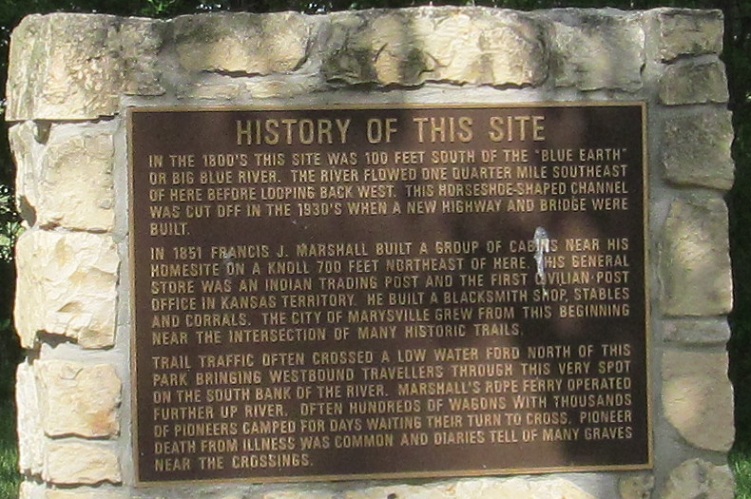 HISTORY OF THIS SITE
IN THE 1800'S THIS SITE WAS 100 FEET SOUTH OF THE "BLUE EARTH"
OR BIG BLUE RIVER. THE RIVER FLOWED ONE QUARTER MILE SOUTHEAST
OF HERE BEFORE LOOPING BACK WEST. THIS HORSESHOE-SHAPED CHANNEL
WAS CUT OFF IN THE 1930'S WHEN A NEW HIGHWAY AND BRIDGE WERE
BUILT.
IN 1851 FRANCIS J. MARSHALL BUILT A GROUP OF CABINS NEAR HIS
HOMESITE ON A KNOLL 700 FEET NORTHEAST OF HERE. THIS GENERAL
STORE WAS AN INDIAN TRADING POST AND THE FIRST CIVILIAN POST
OFFICE IN KANSAS TERRITORY. HE BUILT A BLACKSMITH SHOP, STABLES
AND CORRALS. THE CITY OF MARYSVILLE GREW FROM THIS BEGINNING
NEAR THE INTERSECTION OF MANY HISTORIC TRAILS.
TRAIL TRAFFIC OFTEN CROSSED A LOW WATER FORD NORTH OF THIS
PARK BRINGING WESTBOUND TRAVELLERS THROUGH THIS VERY SPOT
ON THE SOUTH BANK OF THE RIVER. MARSHALL'S ROPE FERRY OPERATED
FURTHER UP RIVER. OFTEN HUNDREDS OF WAGONS WITH THOUSANDS
OF PIONEERS CAMPED FOR DAYS WAITING THEIR TURN TO CROSS. PIONEER
DEATH FROM ILLNESS WAS COMMON AND DIARIES TELL OF MANY GRAVES
NEAR THE CROSSINGS.